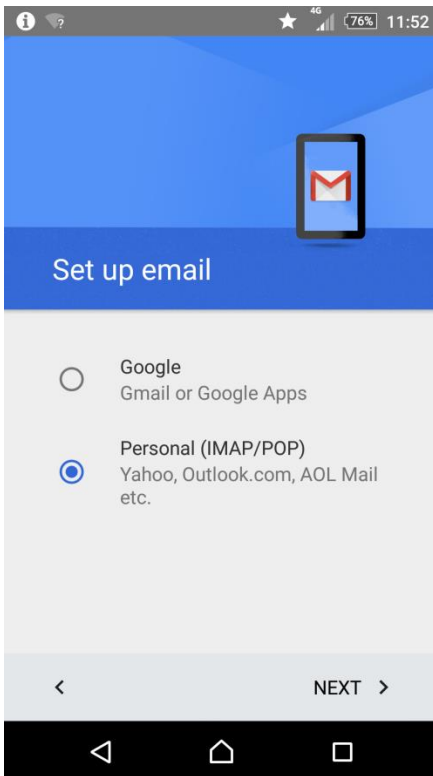 4G 76% 11:52
Set up email
Google
Gmail or Google Apps
Personal (IMAP/POP)
Yahoo, Outlook.com, AOL Mail
etc.
NEXT